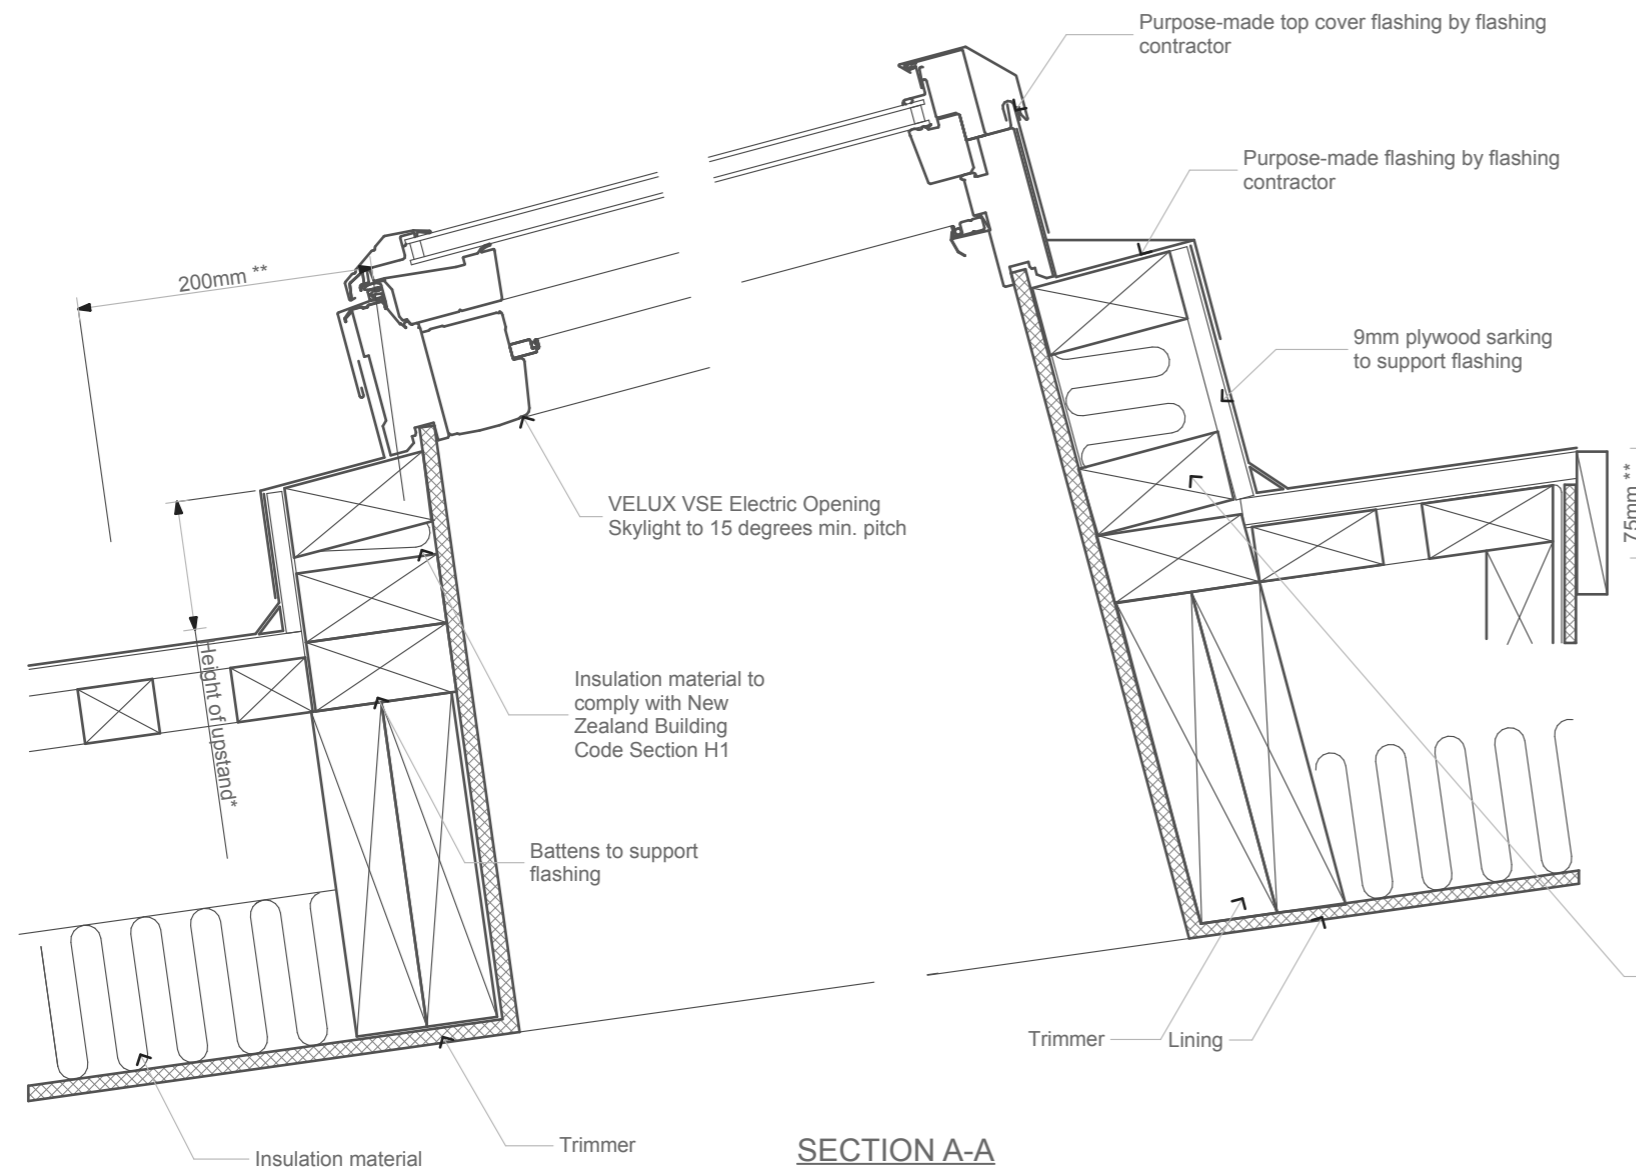 Purpose-made top cover flashing by flashing
contractor
Purpose-made flashing by flashing
contractor
200mm **
9mm plywood sarking
to support flashing
75mm **
VELUX VSE Electric Opening
Skylight to 15 degrees min. pitch
Height of upstand*
Insulation material to
comply with New
Zealand Building
Code Section H1
Battens to support
flashing
Trimmer
Lining
Trimmer
Insulation material
SECTION A-A